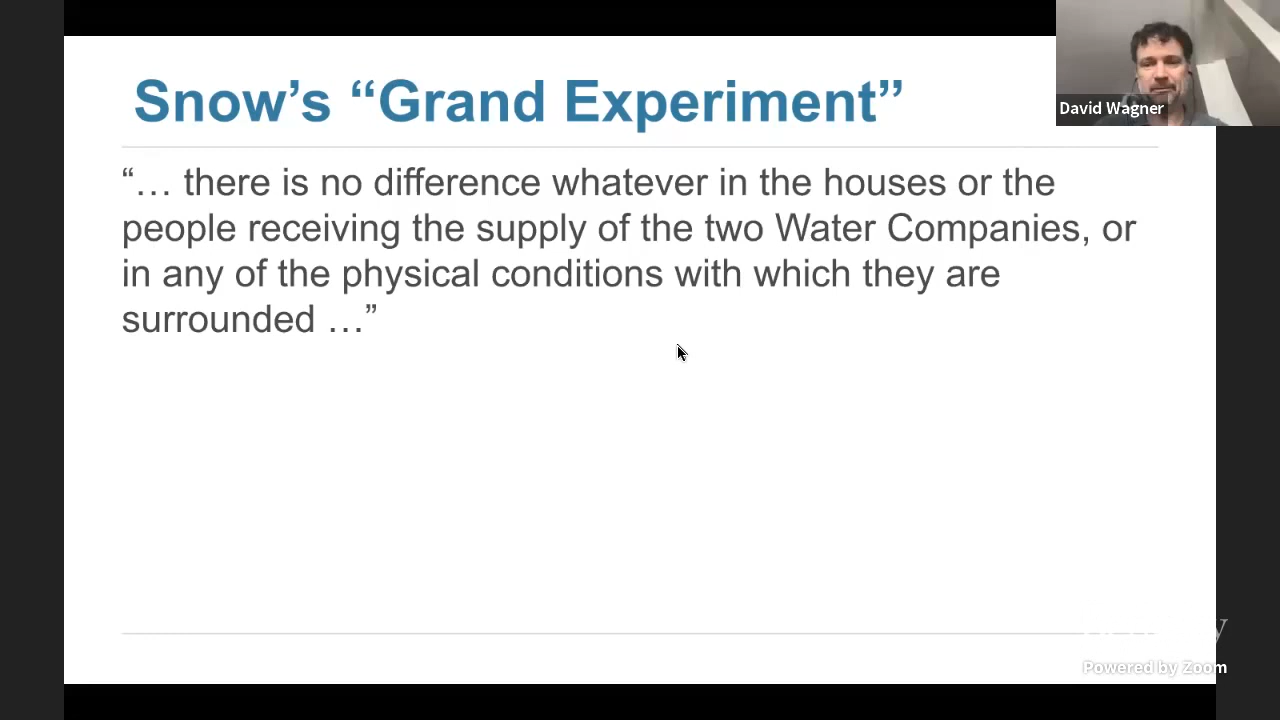 Snow’s “Grand Experiment”
David Wagner
“… there is no difference whatever in the houses or the
people receiving the supply of the two Water Companies, or
in any of the physical conditions with which they are
surrounded …”
Powered by Zoom